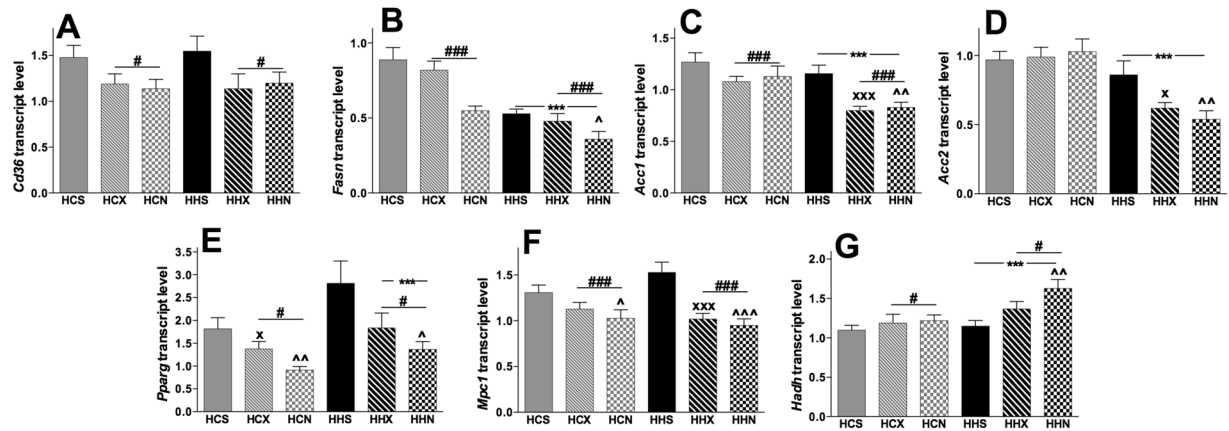 A
Cd36 transcript level
1.5
1.0
0.5
0.0
#
#
HCS HCX HCN HHS HHX HHN
B
Fasn transcript level
1.0
0.5
0.0
###
###
***
^
HCS HCX HCN HHS HHX HHN
C
Acc1 transcript level
1.5
1.0
0.5
0.0
###
***
###
xxx
^^
HCS HCX HCN HHS HHX HHN
D
Acc2 transcript level
1.0
0.5
0.0
***
x
^^
HCS HCX HCN HHS HHX HHN
E
Pparg transcript level
3.5
3.0
2.5
2.0
1.5
1.0
0.5
0.0
#
x
^^
***
#
^
HCS HCX HCN HHS HHX HHN
F
Mpc1 transcript level
1.5
1.0
0.5
0.0
###
^
###
xxx
^^^
HCS HCX HCN HHS HHX HHN
G
Hadh transcript level
2.0
1.5
1.0
0.5
0.0
#
#
***
^^
HCS HCX HCN HHS HHX HHN